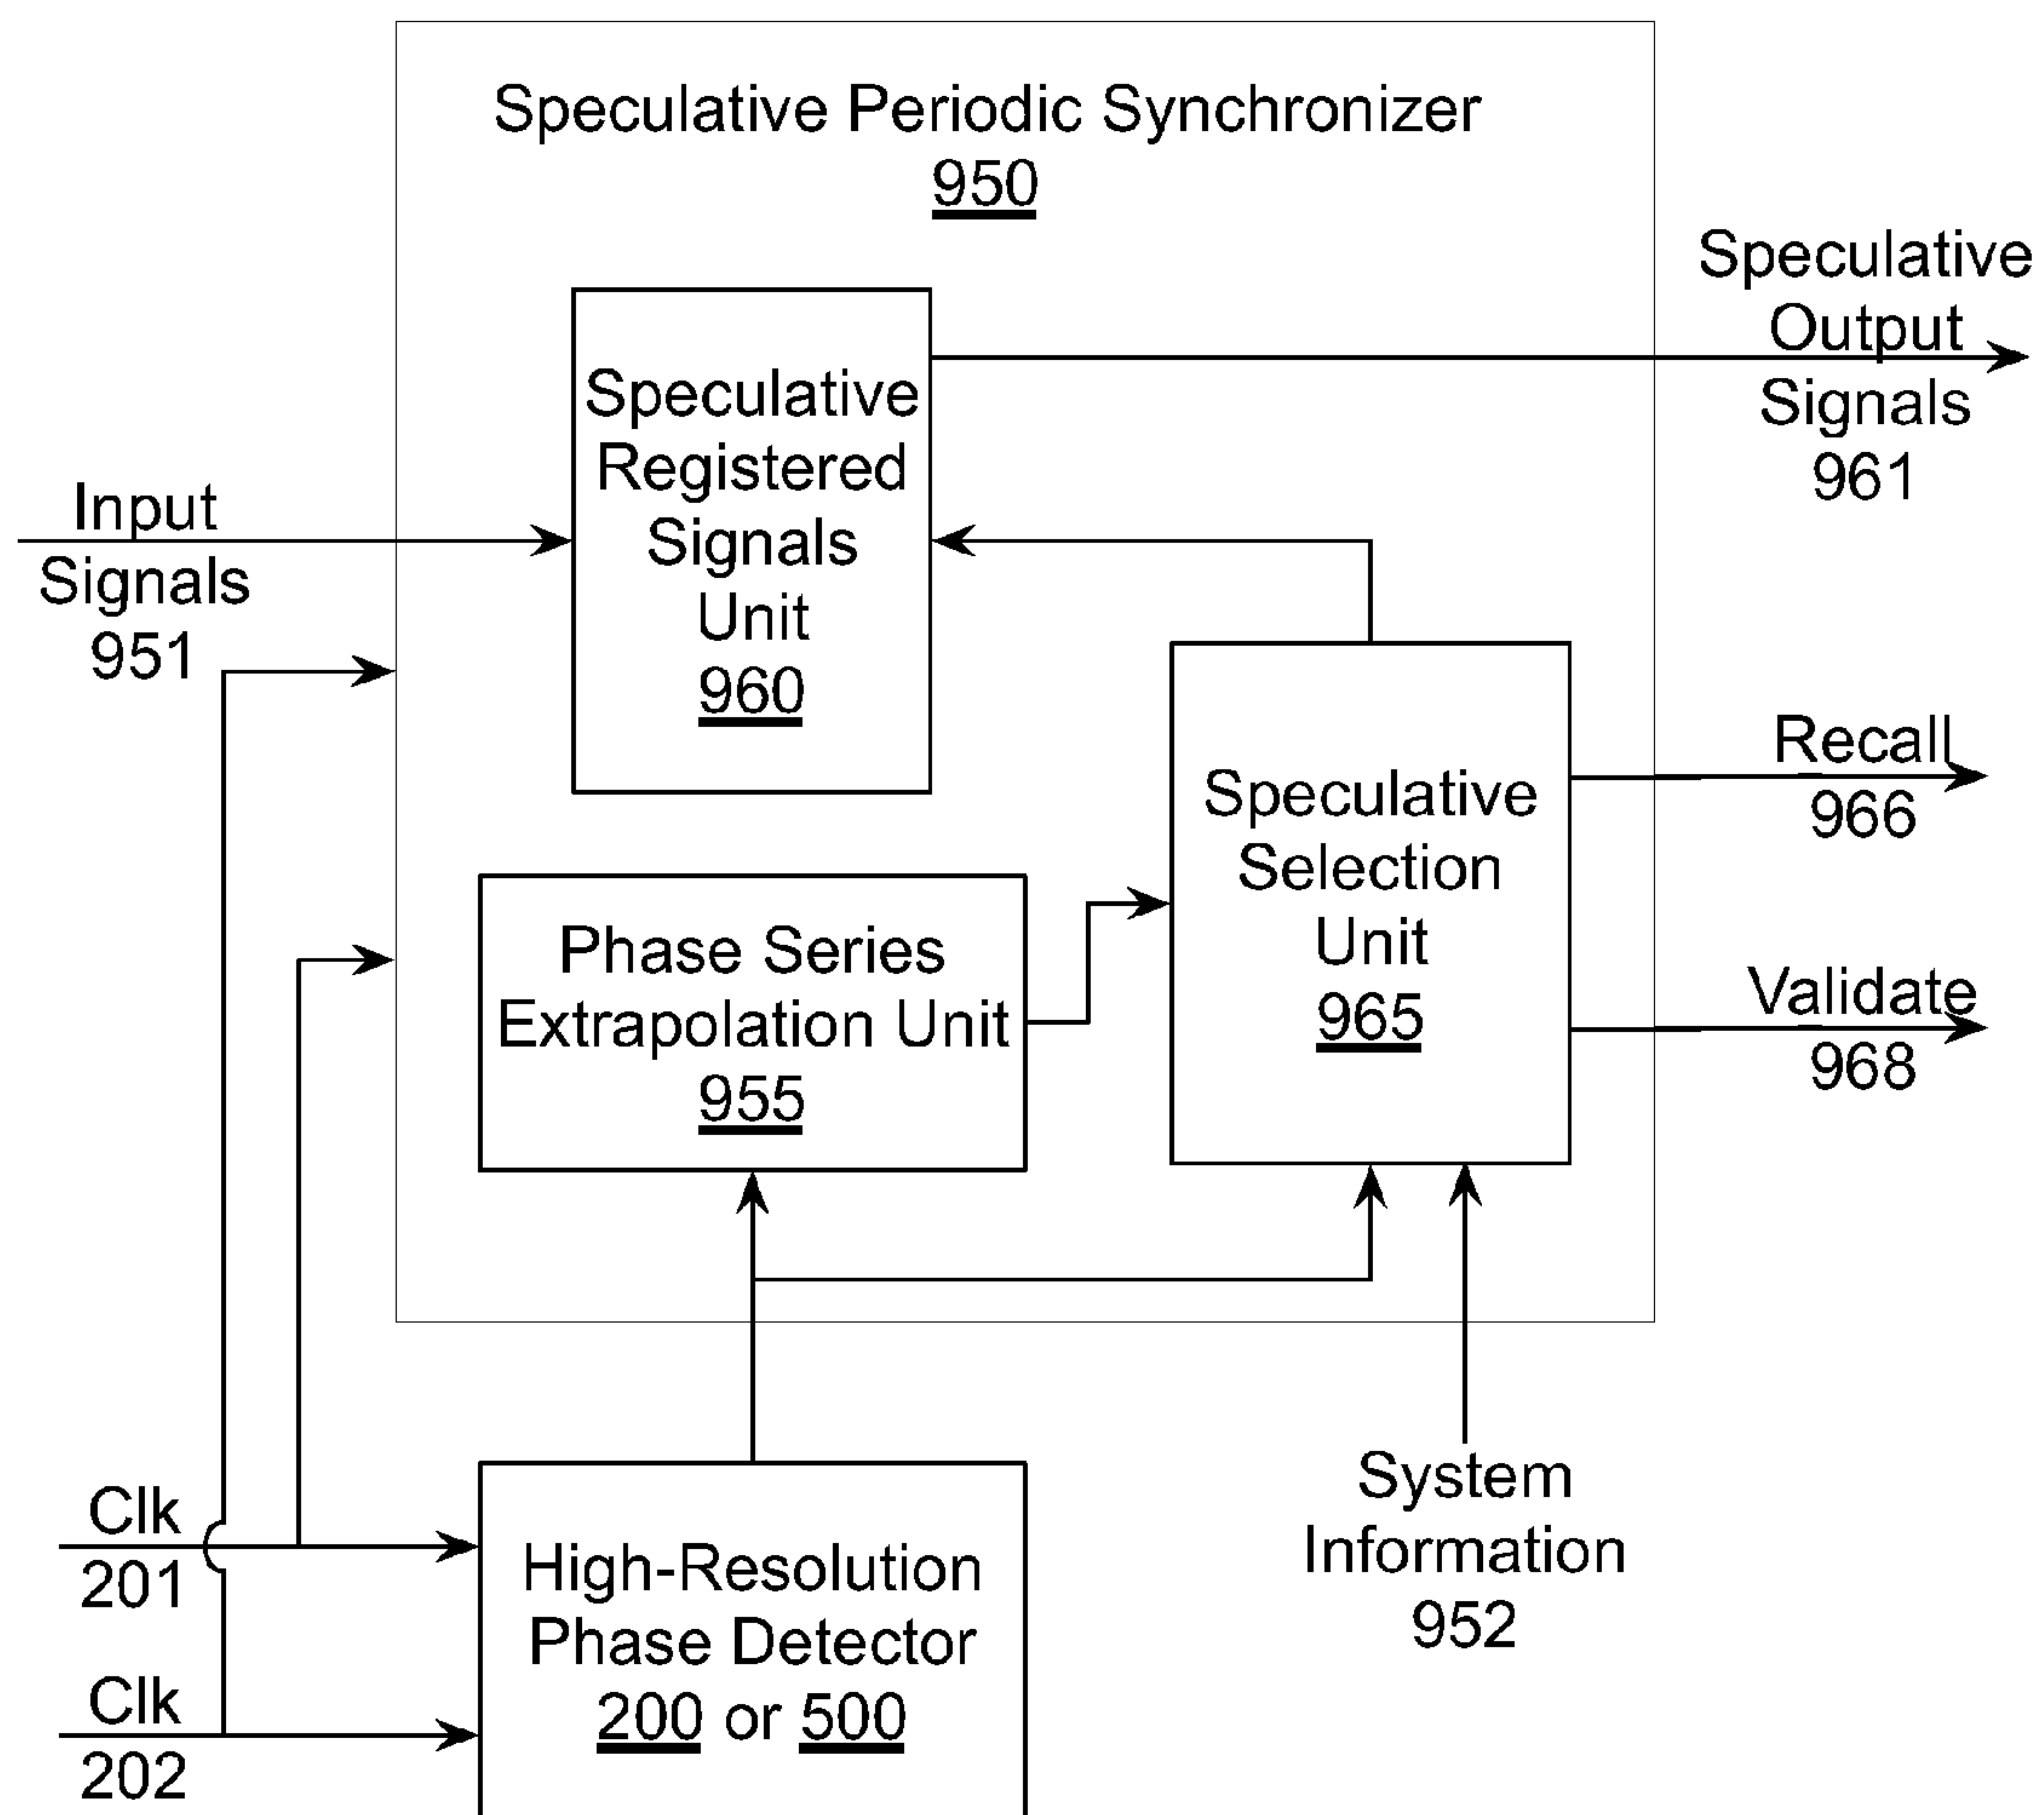 Speculative Periodic Synchronizer
950
Speculative
Output
Signals
961
Speculative
Registered
Signals
Unit
960
Input
Signals
951
Recall
966
Speculative
Selection
Unit
965
Validate
968
Phase Series
Extrapolation Unit
955
System
Information
952
Clk
201
Clk
202
High-Resolution
Phase Detector
200 or 500